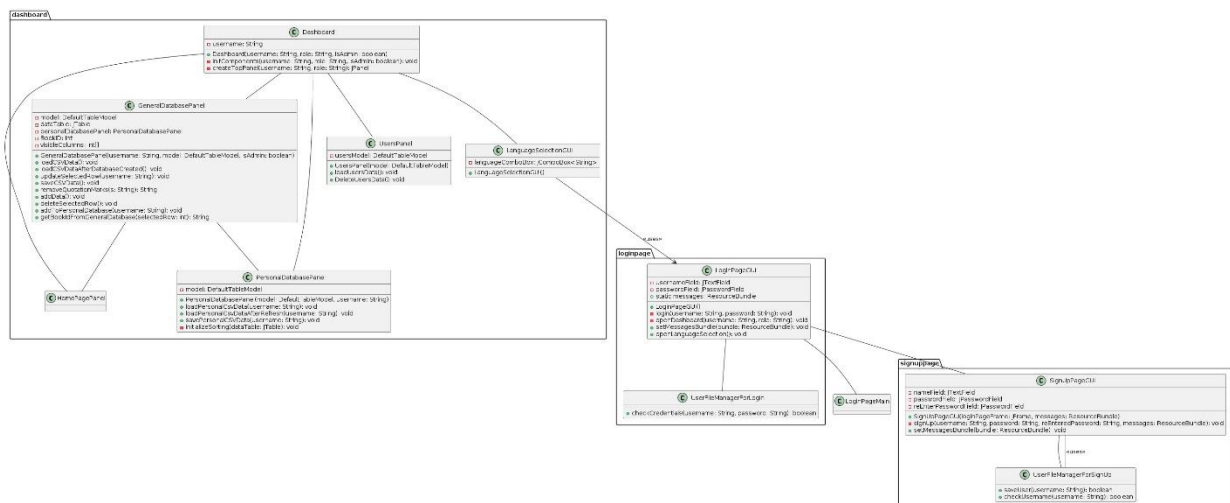 dashboard
C Dashboard
username: String
Dashboard(username: String, role: String, isAdmin: boolean)
initComponents(username: String, role: String, isAdmin: boolean): void
createTopPanel(username: String, role: String): JPanel
C GeneralDatabasePanel
model: DefaultTableModel
dataTable: JTable
personalDatabasePanel: PersonalDatabasePanel
BookID: int
visibleColumns: int[]
GeneralDatabasePanel(username: String, model: DefaultTableModel, isAdmin: boolean)
loadCSVData(): void
loadCSVDataAfterDatabaseCreated(): void
updateSelectedRow(username: String): void
saveCSVData(): void
removeQuotationMarks(s: String): String
addData(): void
deleteSelectedRow(): void
addToPersonalDatabase(username: String): void
getBookIdFromGeneralDatabase(selectedRow: int): String
C UsersPanel
usersModel: DefaultTableModel
UsersPanel(model: DefaultTableModel)
loadUsersData(): void
DeleteUsersData(): void
C LanguageSelectionGUI
languageComboBox: JComboBox<String>
LanguageSelectionGUI()
C HomePagePanel
C PersonalDatabasePanel
model: DefaultTableModel
PersonalDatabasePanel(model: DefaultTableModel, username: String)
loadPersonalCsvData(username: String): void
loadPersonalCsvDataAfterRefresh(username: String): void
savePersonalCSVData(username: String): void
initializeSorting(dataTable: JTable): void
«uses»
loginpage
C LoginPageGUI
usernameField: JTextField
passwordField: JPasswordField
static messages: ResourceBundle
LoginPageGUI()
login(username: String, password: String): void
openDashboard(username: String, role: String): void
setMessagesBundle(bundle: ResourceBundle): void
openLanguageSelection(): void
C UserFileManagerForLogin
checkCredentials(username: String, password: String): boolean
C LoginPageMain
signuppage
C SignUpPageGUI
nameField: JTextField
passwordField: JPasswordField
reEnterPasswordField: JPasswordField
SignUpPageGUI(loginPageFrame: JFrame, messages: ResourceBundle)
signUp(username: String, password: String, reEnteredPassword: String, messages: ResourceBundle): void
setMessagesBundle(bundle: ResourceBundle): void
«uses»
C UserFileManagerForSignUp
saveUser(username: String): boolean
checkUsername(username: String): boolean